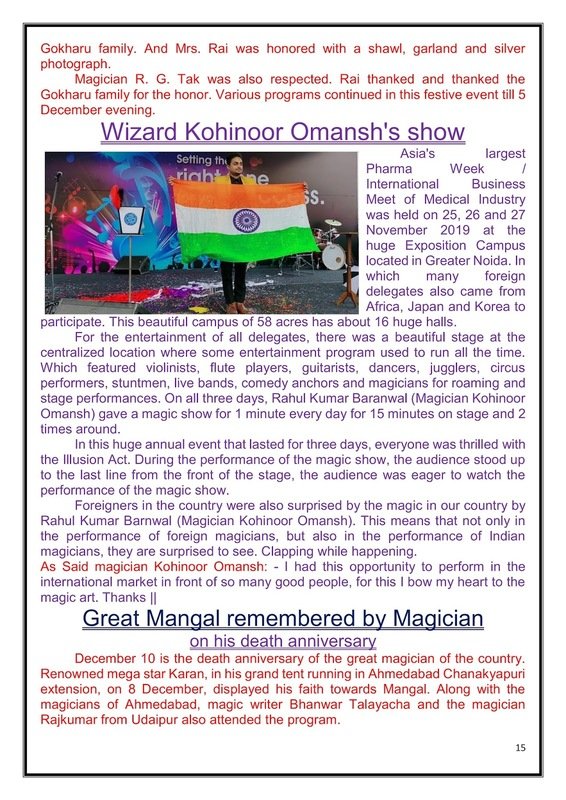 Gokharu family. And Mrs. Rai was honored with a shawl, garland and silver
photograph.
Magician R. G. Tak was also respected. Rai thanked and thanked the
Gokharu family for the honor. Various programs continued in this festive event till 5
December evening.
Wizard Kohinoor Omansh's show
Setting the
Asia's largest
Pharma Week /
International Business
Meet of Medical Industry
was held on 25, 26 and 27
November 2019 at the
huge Exposition Campus
located in Greater Noida. In
which many foreign
delegates also came from
Africa, Japan and Korea to
participate. This beautiful campus of 58 acres has about 16 huge halls.
For the entertainment of all delegates, there was a beautiful stage at the
centralized location where some entertainment program used to run all the time.
Which featured violinists, flute players, guitarists, dancers, jugglers, circus
performers, stuntmen, live bands, comedy anchors and magicians for roaming and
stage performances. On all three days, Rahul Kumar Baranwal (Magician Kohinoor
Omansh) gave a magic show for 1 minute every day for 15 minutes on stage and 2
times around.
In this huge annual event that lasted for three days, everyone was thrilled with
the Illusion Act. During the performance of the magic show, the audience stood up
to the last line from the front of the stage, the audience was eager to watch the
performance of the magic show.
Foreigners in the country were also surprised by the magic in our country by
Rahul Kumar Barnwal (Magician Kohinoor Omansh). This means that not only in
the performance of foreign magicians, but also in the performance of Indian
magicians, they are surprised to see. Clapping while happening.
As Said magician Kohinoor Omansh: - I had this opportunity to perform in the
international market in front of so many good people, for this I bow my heart to the
magic art. Thanks ||
Great Mangal remembered by Magician
on his death anniversary
December 10 is the death anniversary of the great magician of the country.
Renowned mega star Karan, in his grand tent running in Ahmedabad Chanakyapuri
extension, on 8 December, displayed his faith towards Mangal. Along with the
magicians of Ahmedabad, magic writer Bhanwar Talayacha and the magician
Rajkumar from Udaipur also attended the program.
15